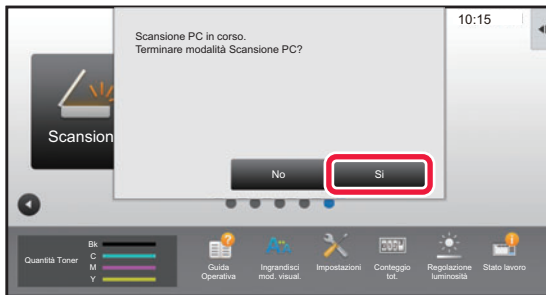 10:15
Scansione PC in corso.
Terminare modalità Scansione PC?
Scansion
No
Si
Quantità Toner
Bk
C
M
Y
Guida
Operativa
Ingrandisci
mod. visual.
Impostazioni
Conteggio
tot.
Regolazione
luminosità
Stato lavoro